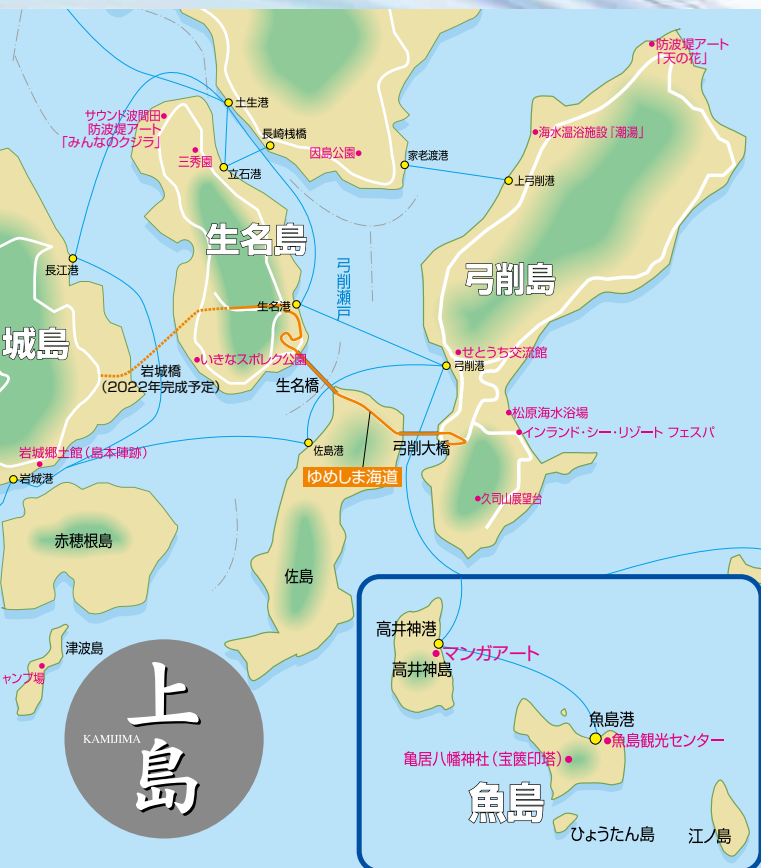 防波堤アート
「天の花」
土生港
サウンド波間田
防波堤アート
「みんなのクジラ」
長崎桟橋
海水温浴施設「潮湯」
三秀園
因島公園
家老渡港
立石港
上弓削港
生名島
弓削瀬戸
長江港
弓削島
生名港
城島
せとうち交流館
いきなスポレク公園
弓削港
岩城橋
(2022年完成予定)
生名橋
松原海水浴場
インランド・シー・リゾート フェスパ
佐島港
弓削大橋
岩城郷土館(島本陣跡)
岩城港
ゆめしま海道
久司山展望台
赤穂根島
佐島
高井神港
津波島
マンガアート
ャンプ場
高井神島
上島
KAMIJIMA
魚島港
魚島観光センター
亀居八幡神社(宝篋印塔)
魚島
ひょうたん島
江ノ島